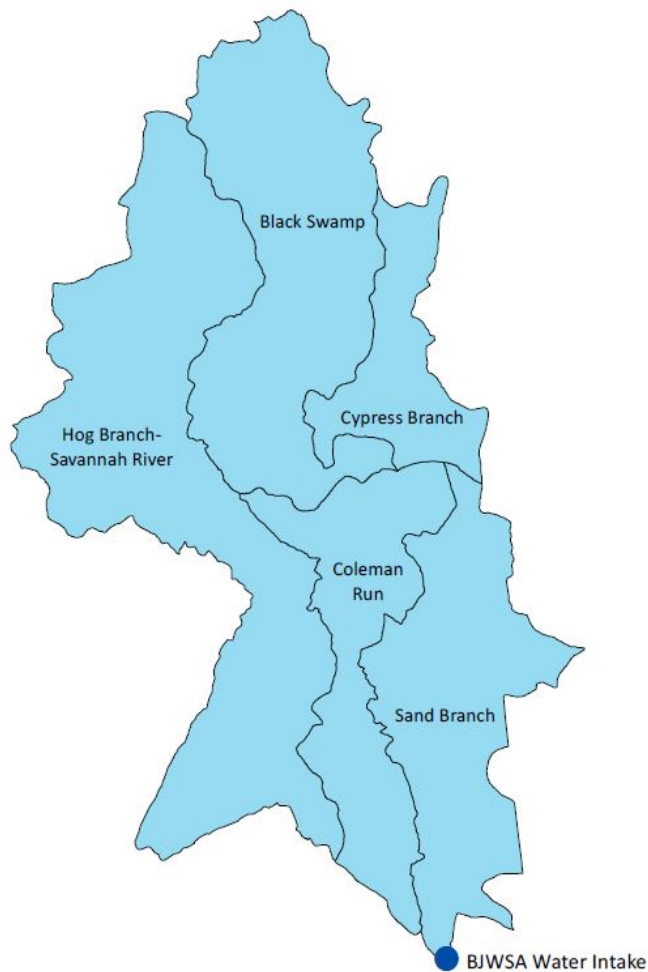 Black Swamp
Cypress Branch
Hog Branch-
Savannah River
Coleman
Run
Sand Branch
BJWSA Water Intake